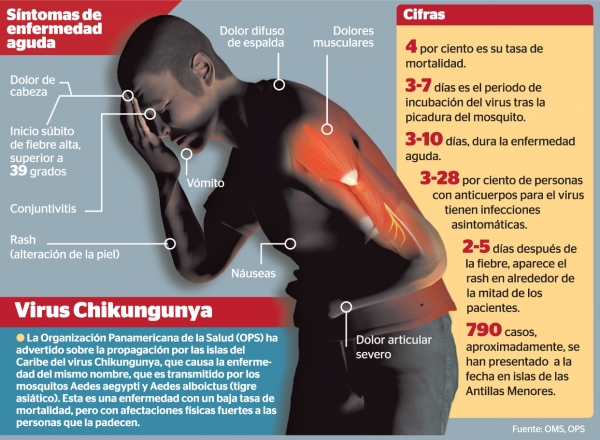 Síntomas de
enfermedad
aguda
Dolor de
cabeza
Inicio súbito
de fiebre alta,
superior a
39 grados
Conjuntivitis
Rash
(alteración de la piel)
Dolor difuso
de espalda
Dolores
musculares
Vómito
Náuseas
Dolor articular
severo
Virus Chikungunya
La Organización Panamericana de la Salud (OPS) ha
advertido sobre la propagación por las islas del
Caribe del virus Chikungunya, que causa la enferme-
dad del mismo nombre, que es transmitido por los
mosquitos Aedes aegypti y Aedes alboictus (tigre
asiático). Esta es una enfermedad con un baja tasa de
mortalidad, pero con afectaciones físicas fuertes a las
personas que la padecen.
Cifras
4 por ciento es su tasa de
mortalidad.
3-7 días es el periodo de
incubación del virus tras la
picadura del mosquito.
3-10 días, dura la enfermedad
aguda.
3-28 por ciento de personas
con anticuerpos para el virus
tienen infecciones
asintomáticas.
2-5 días después de
la fiebre, aparece el
rash en alrededor de
la mitad de los
pacientes.
790 casos,
aproximadamente, se
han presentado a la
fecha en islas de las
Antillas Menores.
Fuente: OMS, OPS